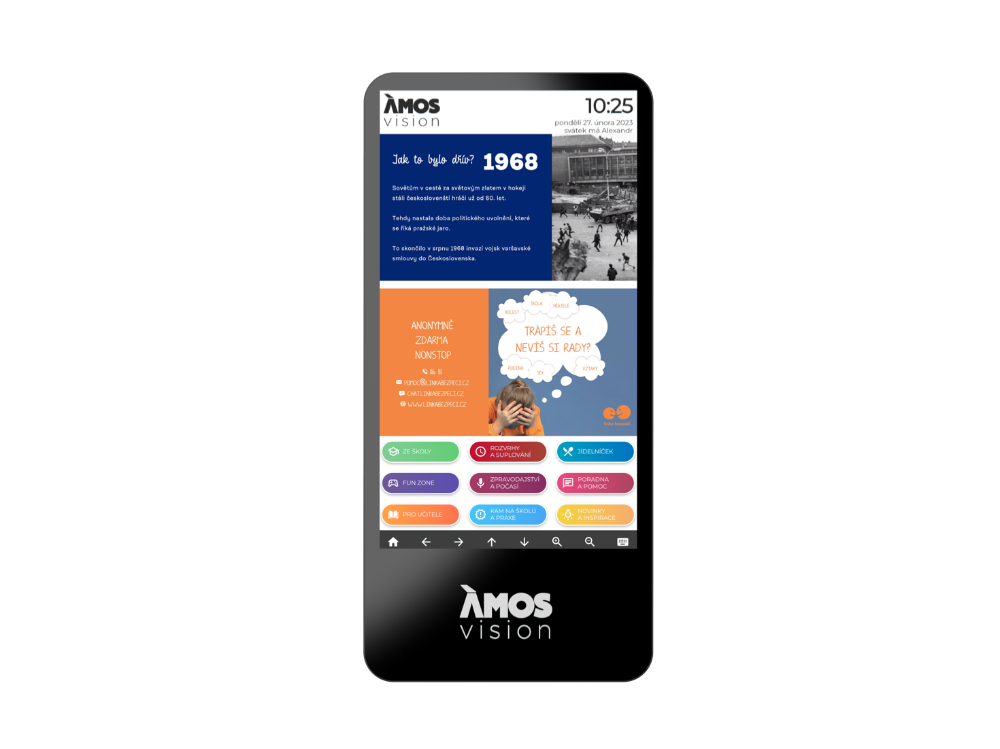 ÀMOS
vision
10:25
pondělí 27. února 2023
svátek má Alexandr
Jak to bylo dřív? 1968
Sovětům v cestě za světovým zlatem v hokeji
stáli českoslovenští hráči už od 60. let.
Tehdy nastala doba politického uvolnění, které
se říká pražské jaro.
To skončilo v srpnu 1968 invazí vojsk varšavské
smlouvy do Československa.
ANONYMNĚ
ZDARMA
NONSTOP
116 111
POMOC@LINKABEZPECI.CZ
CHAT.LINKABEZPECI.CZ
WWW.LINKABEZPECI.CZ
BOLEST
ŠKOLA
PŘÁTELÉ
TRÁPÍŠ SE A
NEVÍŠ SI RADY?
RODINA
SEX
VZTAHY
linka bezpečí
ZE ŠKOLY
ROZVRHY
A SUPLOVÁNÍ
JÍDELNÍČEK
FUN ZONE
ZPRAVODAJSTVÍ
A POČASÍ
PORADNA
A POMOC
PRO UČITELE
KAM NA ŠKOLU
A PRAXE
NOVINKY
A INSPIRACE
ÀMOS
vision